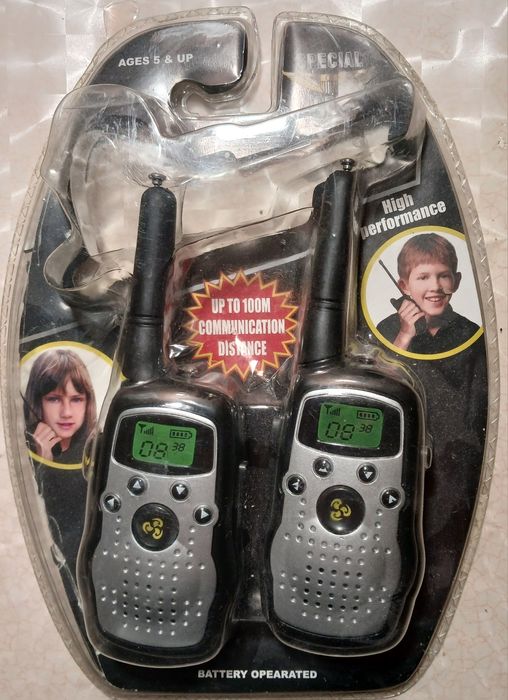 AGES 5 & UP
SPECIAL
High
performance
UP TO 100M
COMMUNICATION
DISTANCE
08 38
08 38
BATTERY OPEARATED